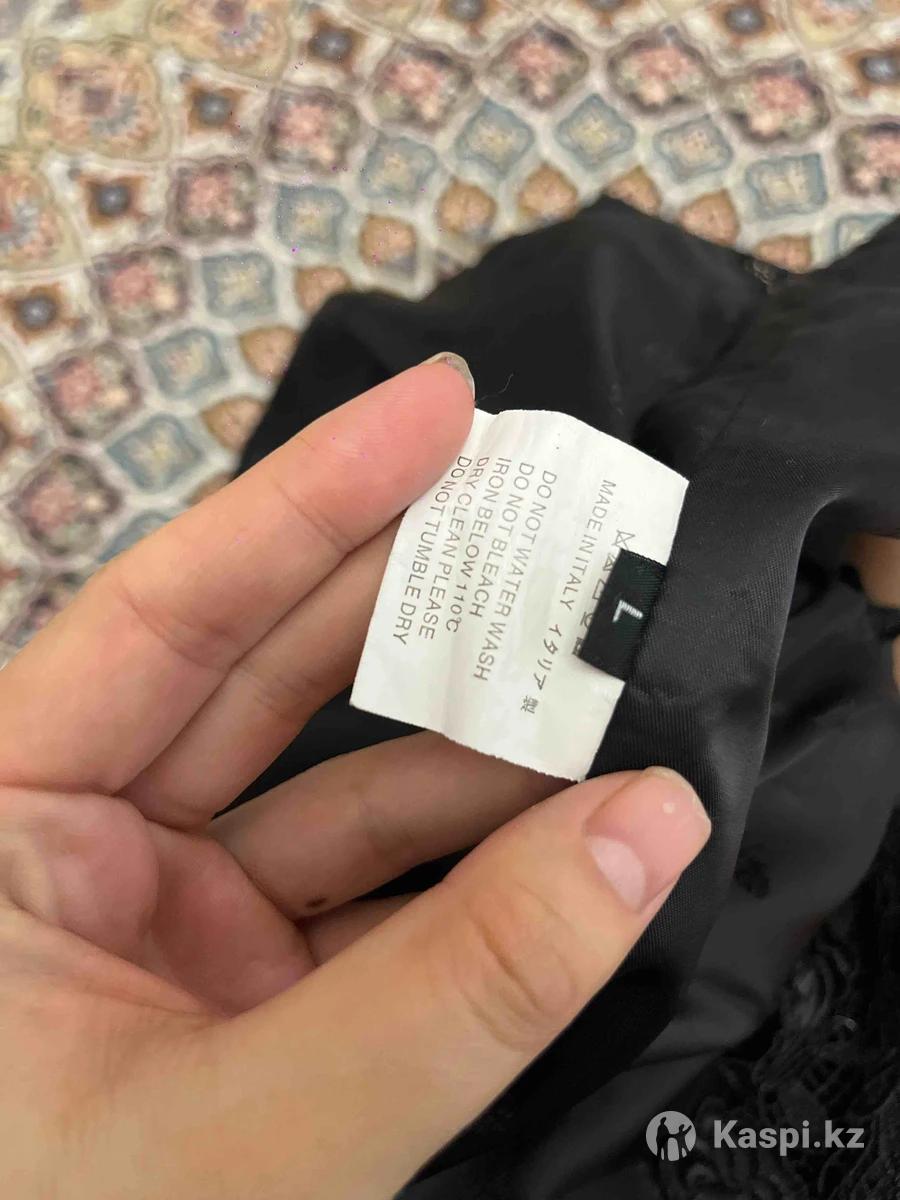 MADE IN ITALY イタリア製
DO NOT WATER WASH
DO NOT BLEACH
IRON BELOW 110℃
DRY CLEAN PLEASE
DO NOT TUMBLE DRY
L
Kaspi.kz